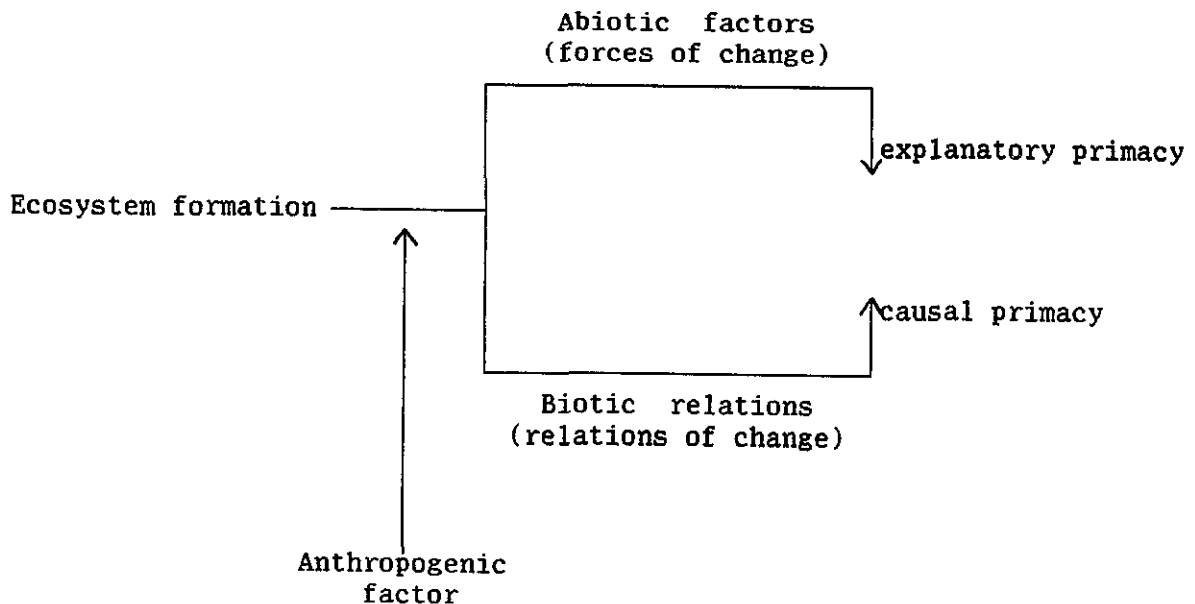 Abiotic factors
(forces of change)
explanatory primacy
Ecosystem formation
causal primacy
Biotic relations
(relations of change)
Anthropogenic
factor